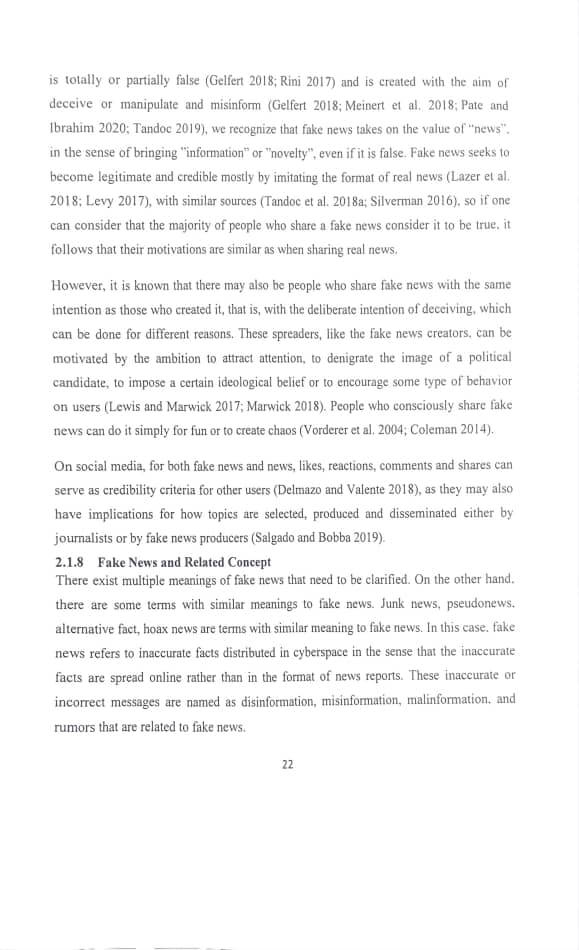 is totally or partially false (Gelfert 2018; Rini 2017) and is created with the aim of
deceive or manipulate and misinform (Gelfert 2018; Meinert et al. 2018; Pate and
Ibrahim 2020; Tandoc 2019), we recognize that fake news takes on the value of "news",
in the sense of bringing "information" or "novelty", even if it is false. Fake news seeks to
become legitimate and credible mostly by imitating the format of real news (Lazer et al.
2018; Levy 2017), with similar sources (Tandoc et al. 2018a; Silverman 2016), so if one
can consider that the majority of people who share a fake news consider it to be true, it
follows that their motivations are similar as when sharing real news.
However, it is known that there may also be people who share fake news with the same
intention as those who created it, that is, with the deliberate intention of deceiving, which
can be done for different reasons. These spreaders, like the fake news creators, can be
motivated by the ambition to attract attention, to denigrate the image of a political
candidate, to impose a certain ideological belief or to encourage some type of behavior
on users (Lewis and Marwick 2017; Marwick 2018). People who consciously share fake
news can do it simply for fun or to create chaos (Vorderer et al. 2004; Coleman 2014).
On social media, for both fake news and news, likes, reactions, comments and shares can
serve as credibility criteria for other users (Delmazo and Valente 2018), as they may also
have implications for how topics are selected, produced and disseminated either by
journalists or by fake news producers (Salgado and Bobba 2019).
2.1.8 Fake News and Related Concept
There exist multiple meanings of fake news that need to be clarified. On the other hand,
there are some terms with similar meanings to fake news. Junk news, pseudonews,
alternative fact, hoax news are terms with similar meaning to fake news. In this case, fake
news refers to inaccurate facts distributed in cyberspace in the sense that the inaccurate
facts are spread online rather than in the format of news reports. These inaccurate or
incorrect messages are named as disinformation, misinformation, malinformation, and
rumors that are related to fake news.
22